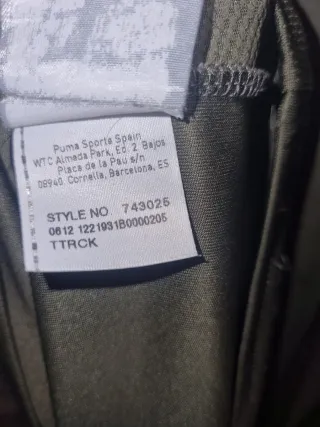 Puma Sports Spain
WTC Almeda Park, Ed. 2 Bajos
Placa de la Pau s/n
08940 Cornella, Barcelona, ES
STYLE NO 743025
0612 1221931B0000205
TTRCK